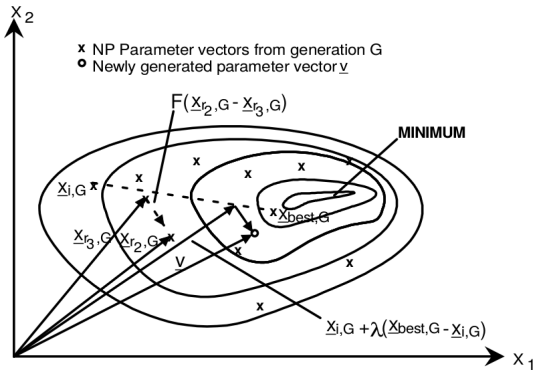 X2
x NP Parameter vectors from generation G
o Newly generated parameter vector v
F(xr2,G - xr3,G)
MINIMUM
xi,G
xbest,G
xr3,G xr2,G
v
xi,G + λ(xbest,G - xi,G)
X1